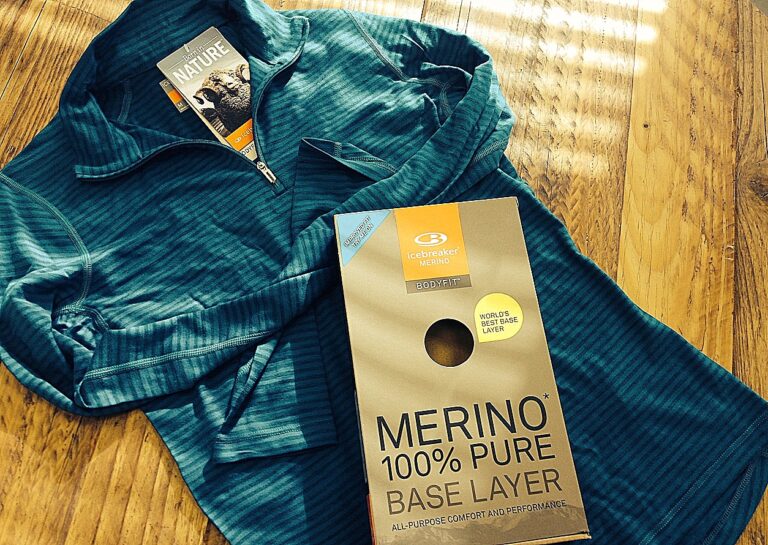 NATURE
icebreaker
MERINO
BODYFIT
WORLD'S
BEST BASE
LAYER
MERINO*
100% PURE
BASE LAYER
ALL-PURPOSE COMFORT AND PERFORMANCE